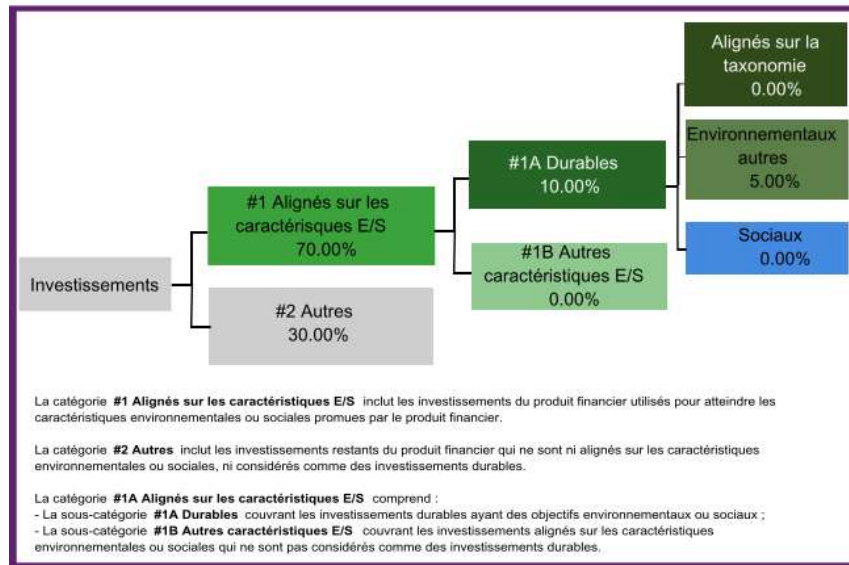 Alignés sur la
taxonomie
0.00%
Environnementaux
autres
5.00%
#1A Durables
10.00%
#1 Alignés sur les
caractérisques E/S
70.00%
Sociaux
0.00%
#1B Autres
caractéristiques E/S
0.00%
Investissements
#2 Autres
30.00%
La catégorie #1 Alignés sur les caractéristiques E/S inclut les investissements du produit financier utilisés pour atteindre les
caractéristiques environnementales ou sociales promues par le produit financier.
La catégorie #2 Autres inclut les investissements restants du produit financier qui ne sont ni alignés sur les caractéristiques
environnementales ou sociales, ni considérés comme des investissements durables.
La catégorie #1A Alignés sur les caractéristiques E/S comprend :
- La sous-catégorie #1A Durables couvrant les investissements durables ayant des objectifs environnementaux ou sociaux ;
- La sous-catégorie #1B Autres caractéristiques E/S couvrant les investissements alignés sur les caractéristiques
environnementales ou sociales qui ne sont pas considérés comme des investissements durables.